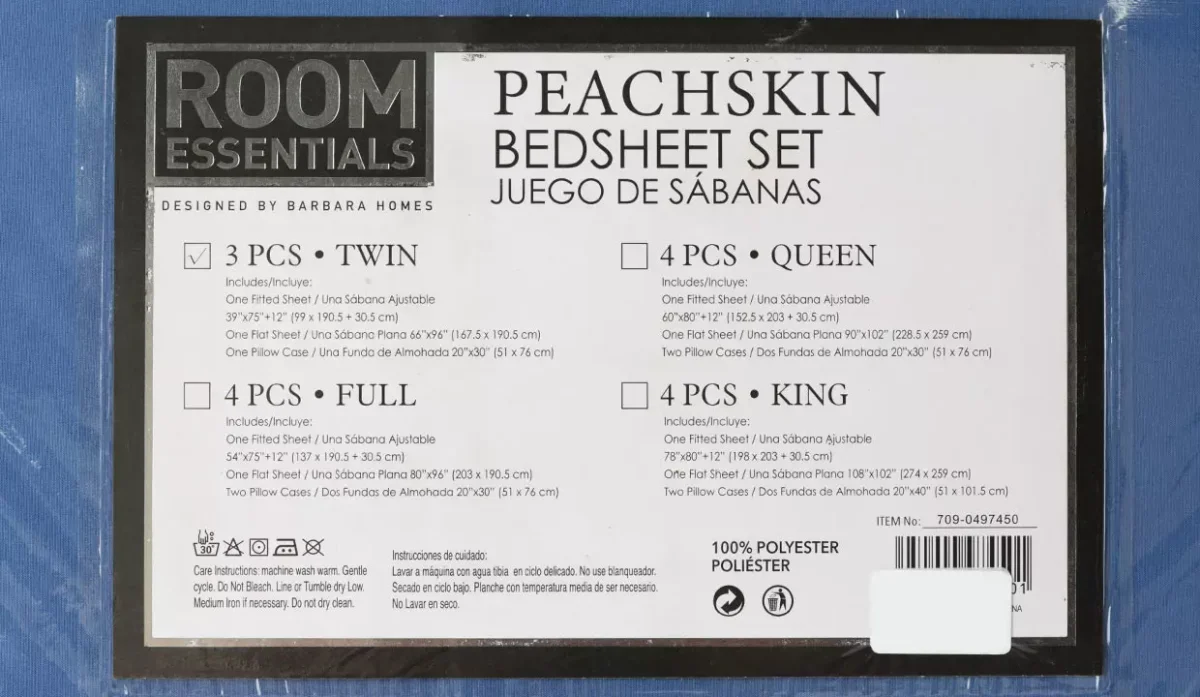 ROOM
ESSENTIALS
DESIGNED BY BARBARA HOMES
PEACHSKIN
BEDSHEET SET
JUEGO DE SÁBANAS
3 PCS • TWIN
Includes/Incluye:
One Fitted Sheet / Una Sábana Ajustable
39"x75"+12" (99 x 190.5 + 30.5 cm)
One Flat Sheet / Una Sábana Plana 66"x96" (167.5 x 190.5 cm)
One Pillow Case / Una Funda de Almohada 20"x30" (51 x 76 cm)
4 PCS • QUEEN
Includes/Incluye:
One Fitted Sheet / Una Sábana Ajustable
60"x80"+12" (152.5 x 203 + 30.5 cm)
One Flat Sheet / Una Sábana Plana 90"x102" (228.5 x 259 cm)
Two Pillow Cases / Dos Fundas de Almohada 20"x30" (51 x 76 cm)
4 PCS • FULL
Includes/Incluye:
One Fitted Sheet / Una Sábana Ajustable
54"x75"+12" (137 x 190.5 + 30.5 cm)
One Flat Sheet / Una Sábana Plana 80"x96" (203 x 190.5 cm)
Two Pillow Cases / Dos Fundas de Almohada 20"x30" (51 x 76 cm)
4 PCS • KING
Includes/Incluye:
One Fitted Sheet / Una Sábana Ajustable
78"x80"+12" (198 x 203 + 30.5 cm)
One Flat Sheet / Una Sábana Plana 108"x102" (274 x 259 cm)
Two Pillow Cases / Dos Fundas de Almohada 20"x40" (51 x 101.5 cm)
30°
Care Instructions: machine wash warm. Gentle
cycle. Do Not Bleach. Line or Tumble dry Low.
Medium Iron if necessary. Do not dry clean.
Instrucciones de cuidado:
Lavar a máquina con agua tibia en ciclo delicado. No use blanqueador.
Secado en ciclo bajo. Planche con temperatura media de ser necesario.
No Lavar en seco.
100% POLYESTER
POLIÉSTER
ITEM No: 709-0497450
01
NA